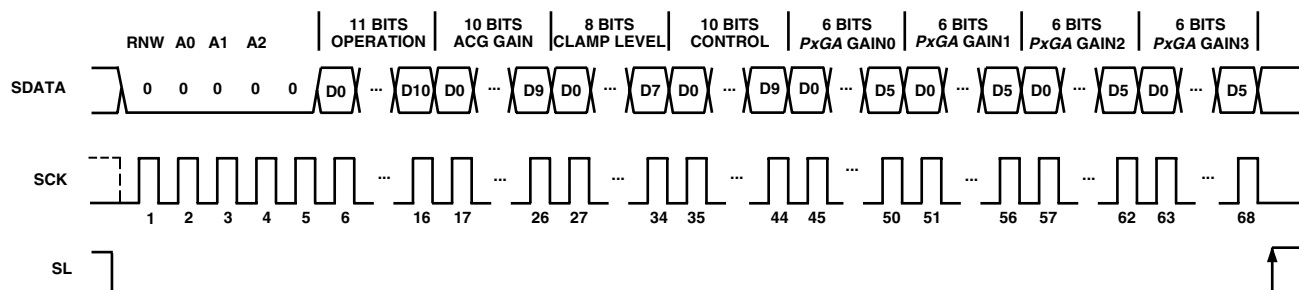 11 BITS OPERATION
10 BITS ACG GAIN
8 BITS CLAMP LEVEL
10 BITS CONTROL
6 BITS PxGA GAIN0
6 BITS PxGA GAIN1
6 BITS PxGA GAIN2
6 BITS PxGA GAIN3
RNW A0 A1 A2
SDATA 0 0 0 0 0 D0 ... D10 D0 ... D9 D0 ... D7 D0 ... D9 D0 ... D5 D0 ... D5 D0 ... D5 D0 ... D5
SCK ... ... ... ... ... ... ... ...
1 2 3 4 5 6 16 17 26 27 34 35 44 45 50 51 56 57 62 63 68
SL